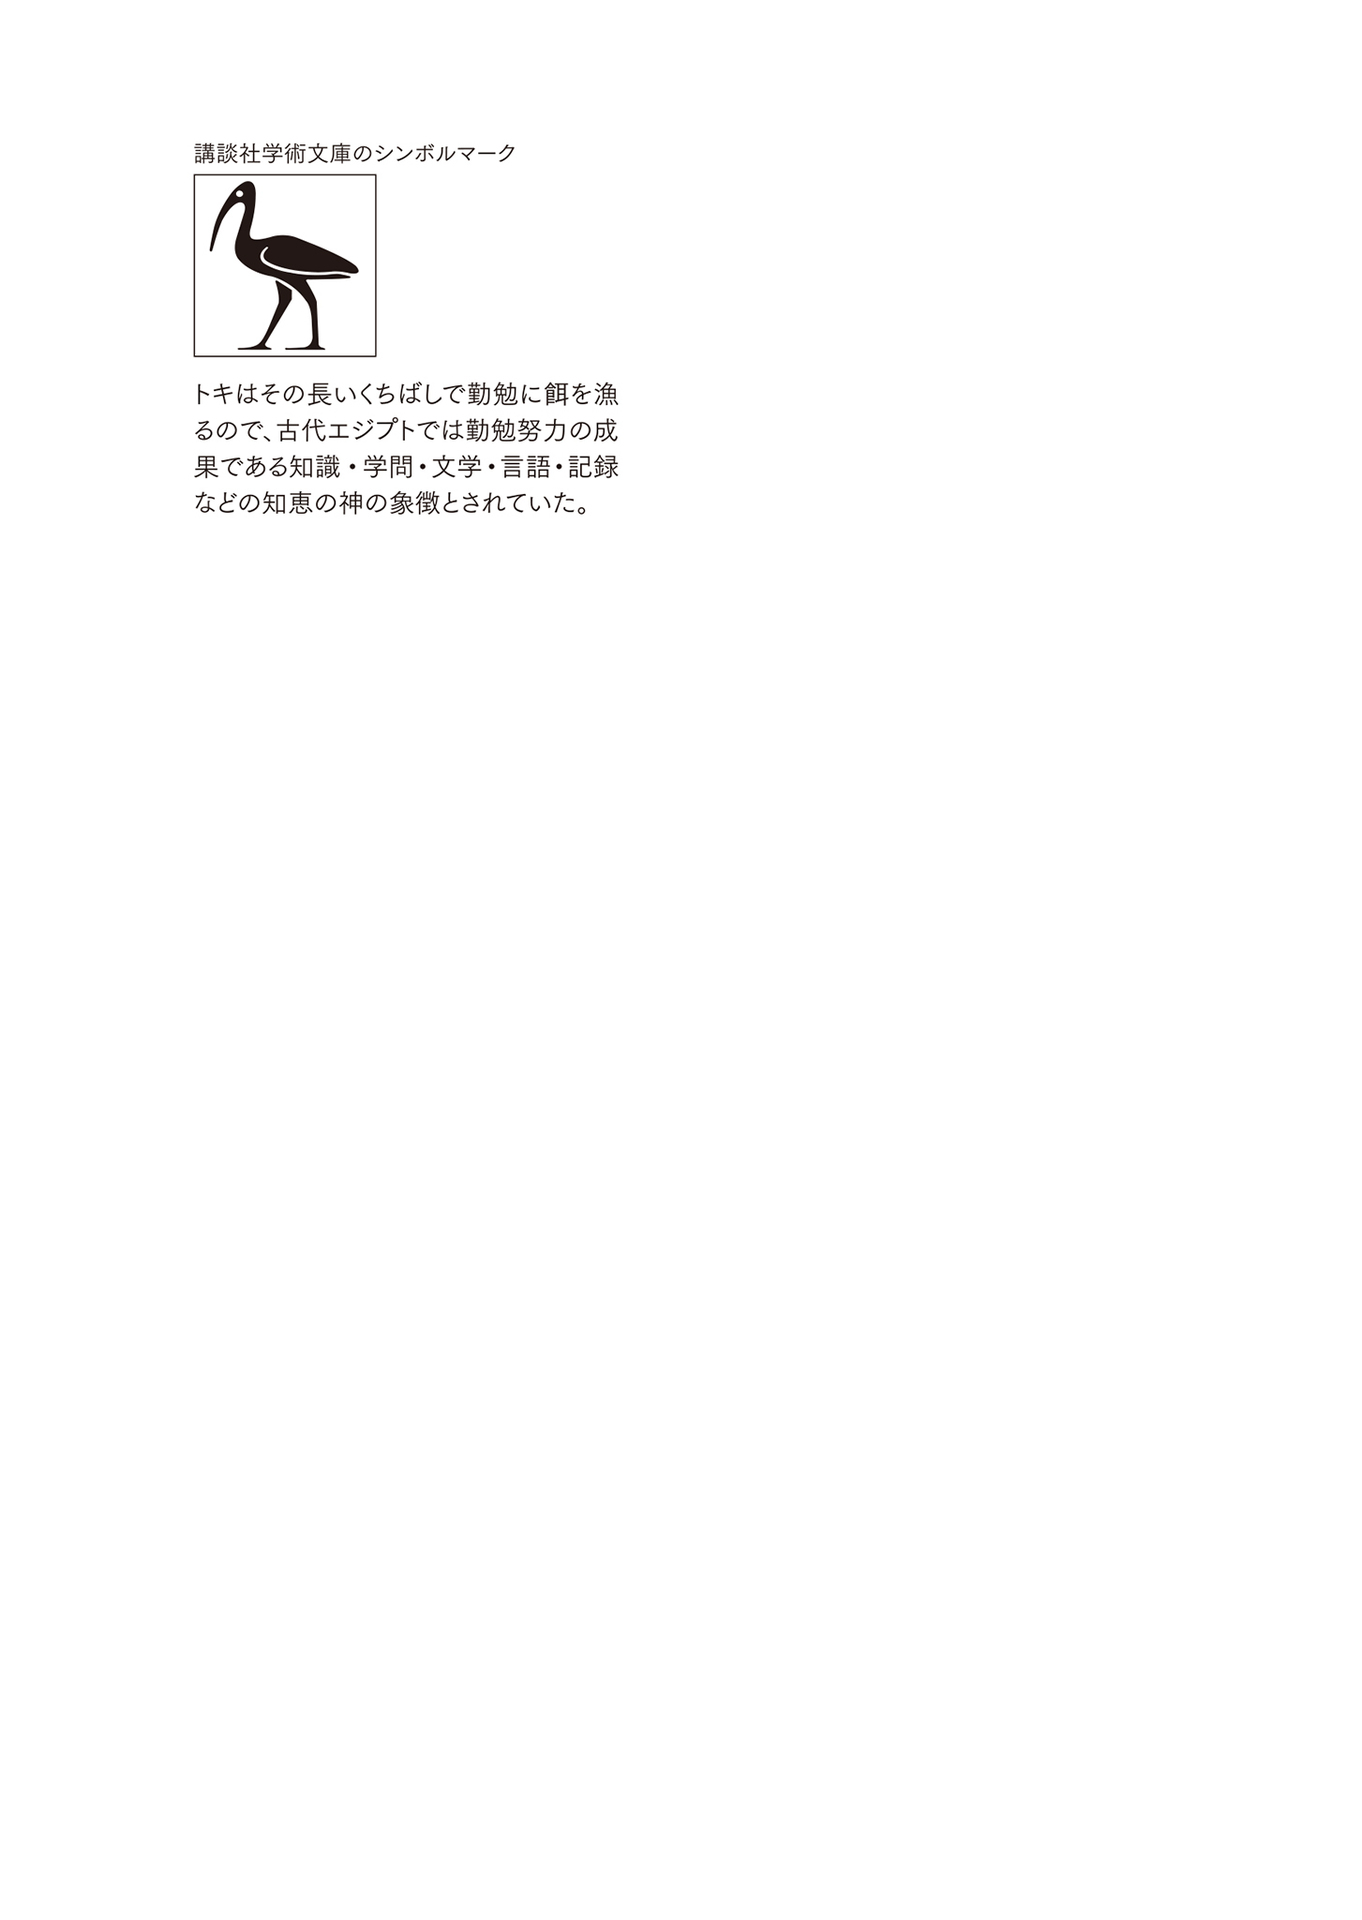 講談社学術文庫のシンボルマーク
トキはその長いくちばしで勤勉に餌を漁
るので、古代エジプトでは勤勉努力の成
果である知識・学問・文学・言語・記録
などの知恵の神の象徴とされていた。